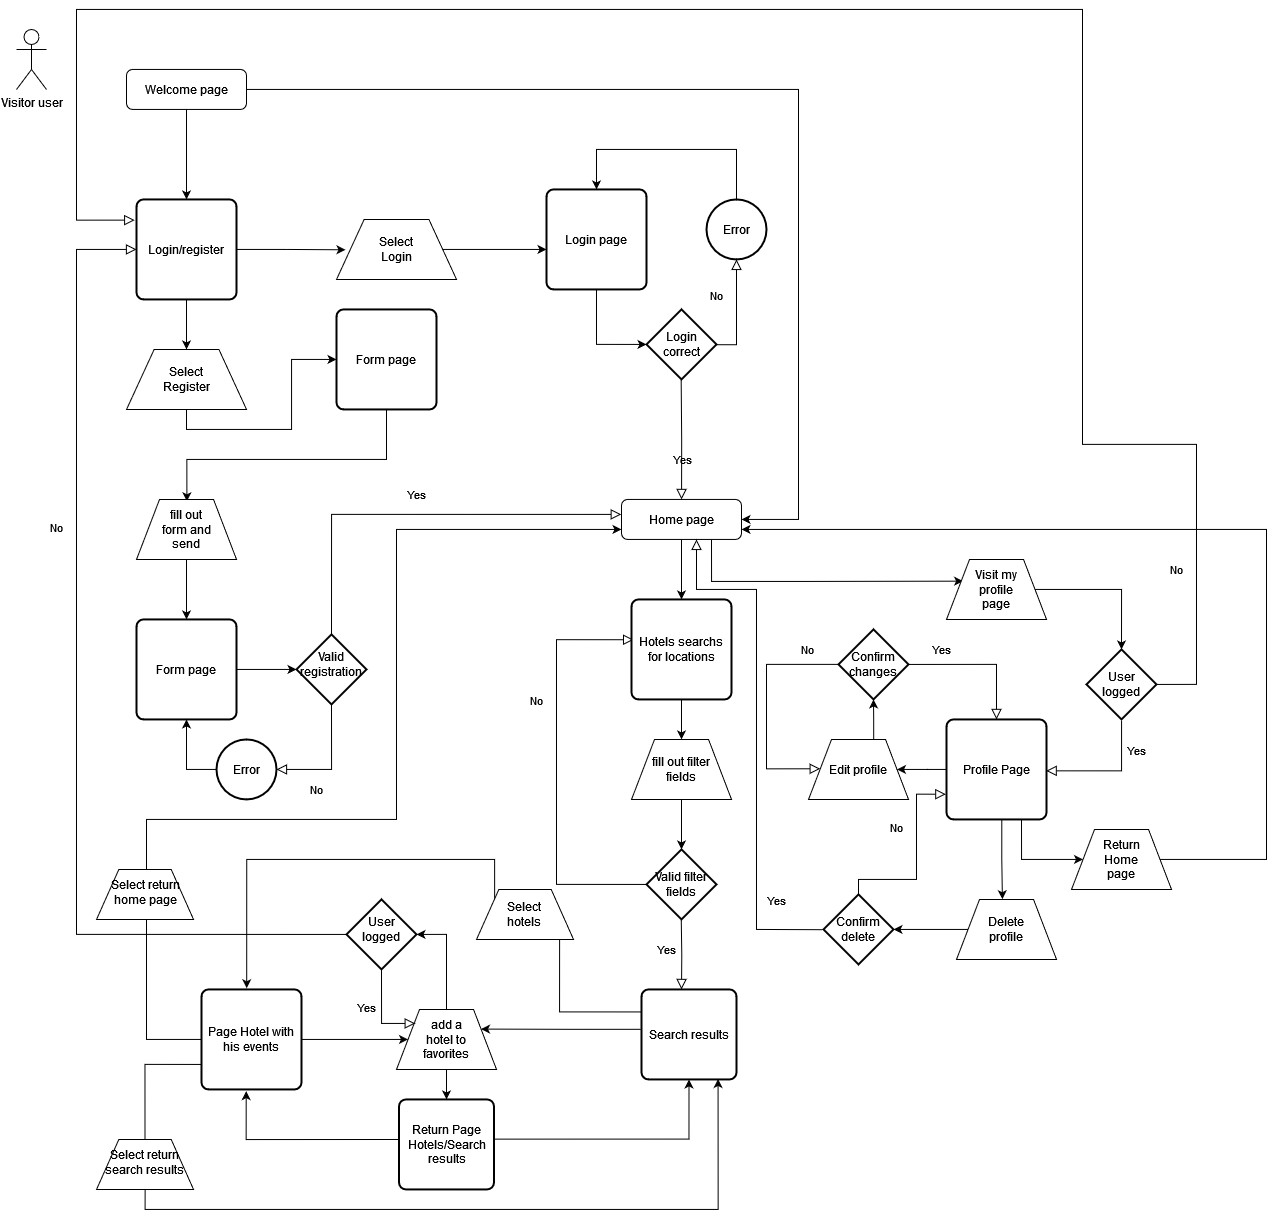 Visitor user
Welcome page
Login/register
Select
Login
Login page
Error
No
Login
correct
Yes
Select
Register
Form page
fill out
form and
send
Yes
No
Home page
Form page
Valid
registration
Error
No
Hotels searchs
for locations
No
fill out filter
fields
Valid filter
fields
Yes
Visit my
profile
page
No
User
logged
Yes
No
Confirm
changes
Yes
Edit profile
Profile Page
No
Return
Home
page
Yes
Confirm
delete
Delete
profile
Select return
home page
User
logged
Select
hotels
Yes
Page Hotel with
his events
add a
hotel to
favorites
Search results
Return Page
Hotels/Search
results
Select return
search results